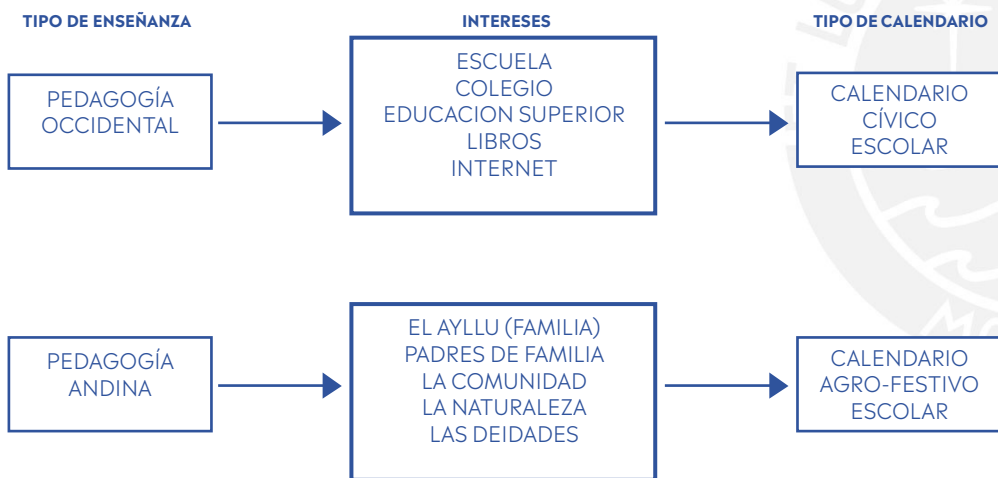 TIPO DE ENSEÑANZA
INTERESES
TIPO DE CALENDARIO
PEDAGOGÍA
OCCIDENTAL
ESCUELA
COLEGIO
EDUCACION SUPERIOR
LIBROS
INTERNET
CALENDARIO
CÍVICO
ESCOLAR
PEDAGOGÍA
ANDINA
EL AYLLU (FAMILIA)
PADRES DE FAMILIA
LA COMUNIDAD
LA NATURALEZA
LAS DEIDADES
CALENDARIO
AGRO-FESTIVO
ESCOLAR